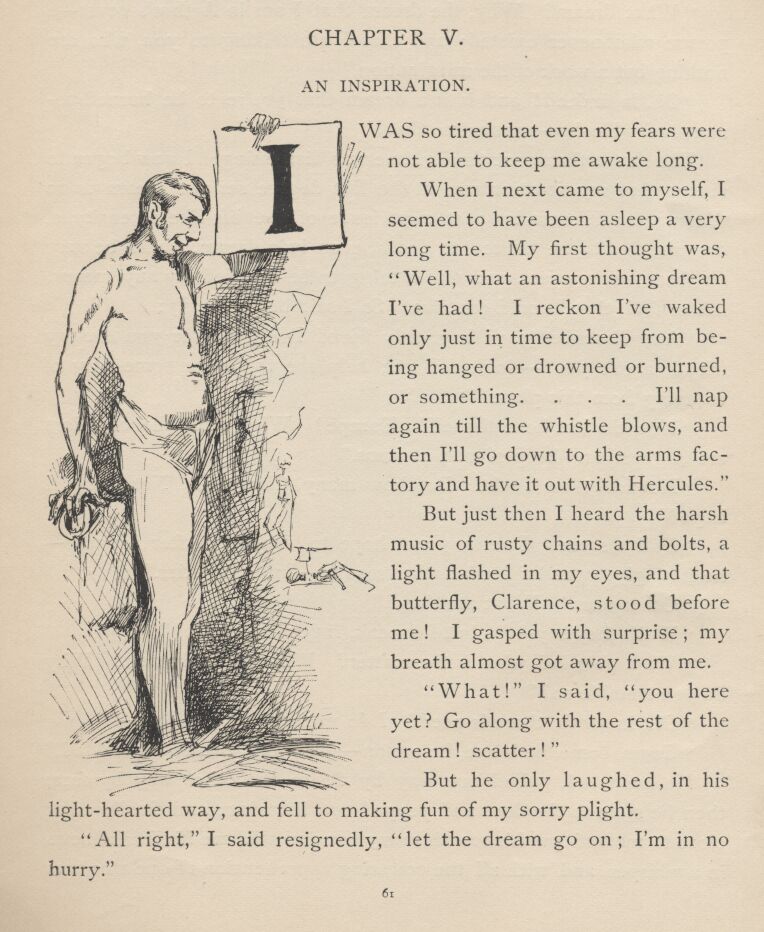 CHAPTER V.
AN INSPIRATION.
I WAS so tired that even my fears were
not able to keep me awake long.
When I next came to myself, I
seemed to have been asleep a very
long time. My first thought was,
“Well, what an astonishing dream
I’ve had! I reckon I’ve waked
only just in time to keep from be-
ing hanged or drowned or burned,
or something. . . . I’ll nap
again till the whistle blows, and
then I’ll go down to the arms fac-
tory and have it out with Hercules.”
But just then I heard the harsh
music of rusty chains and bolts, a
light flashed in my eyes, and that
butterfly, Clarence, stood before
me! I gasped with surprise; my
breath almost got away from me.
“What!” I said, “you here
yet? Go along with the rest of the
dream! scatter!”
But he only laughed, in his
light-hearted way, and fell to making fun of my sorry plight.
“All right,” I said resignedly, “let the dream go on; I’m in no
hurry.”
61